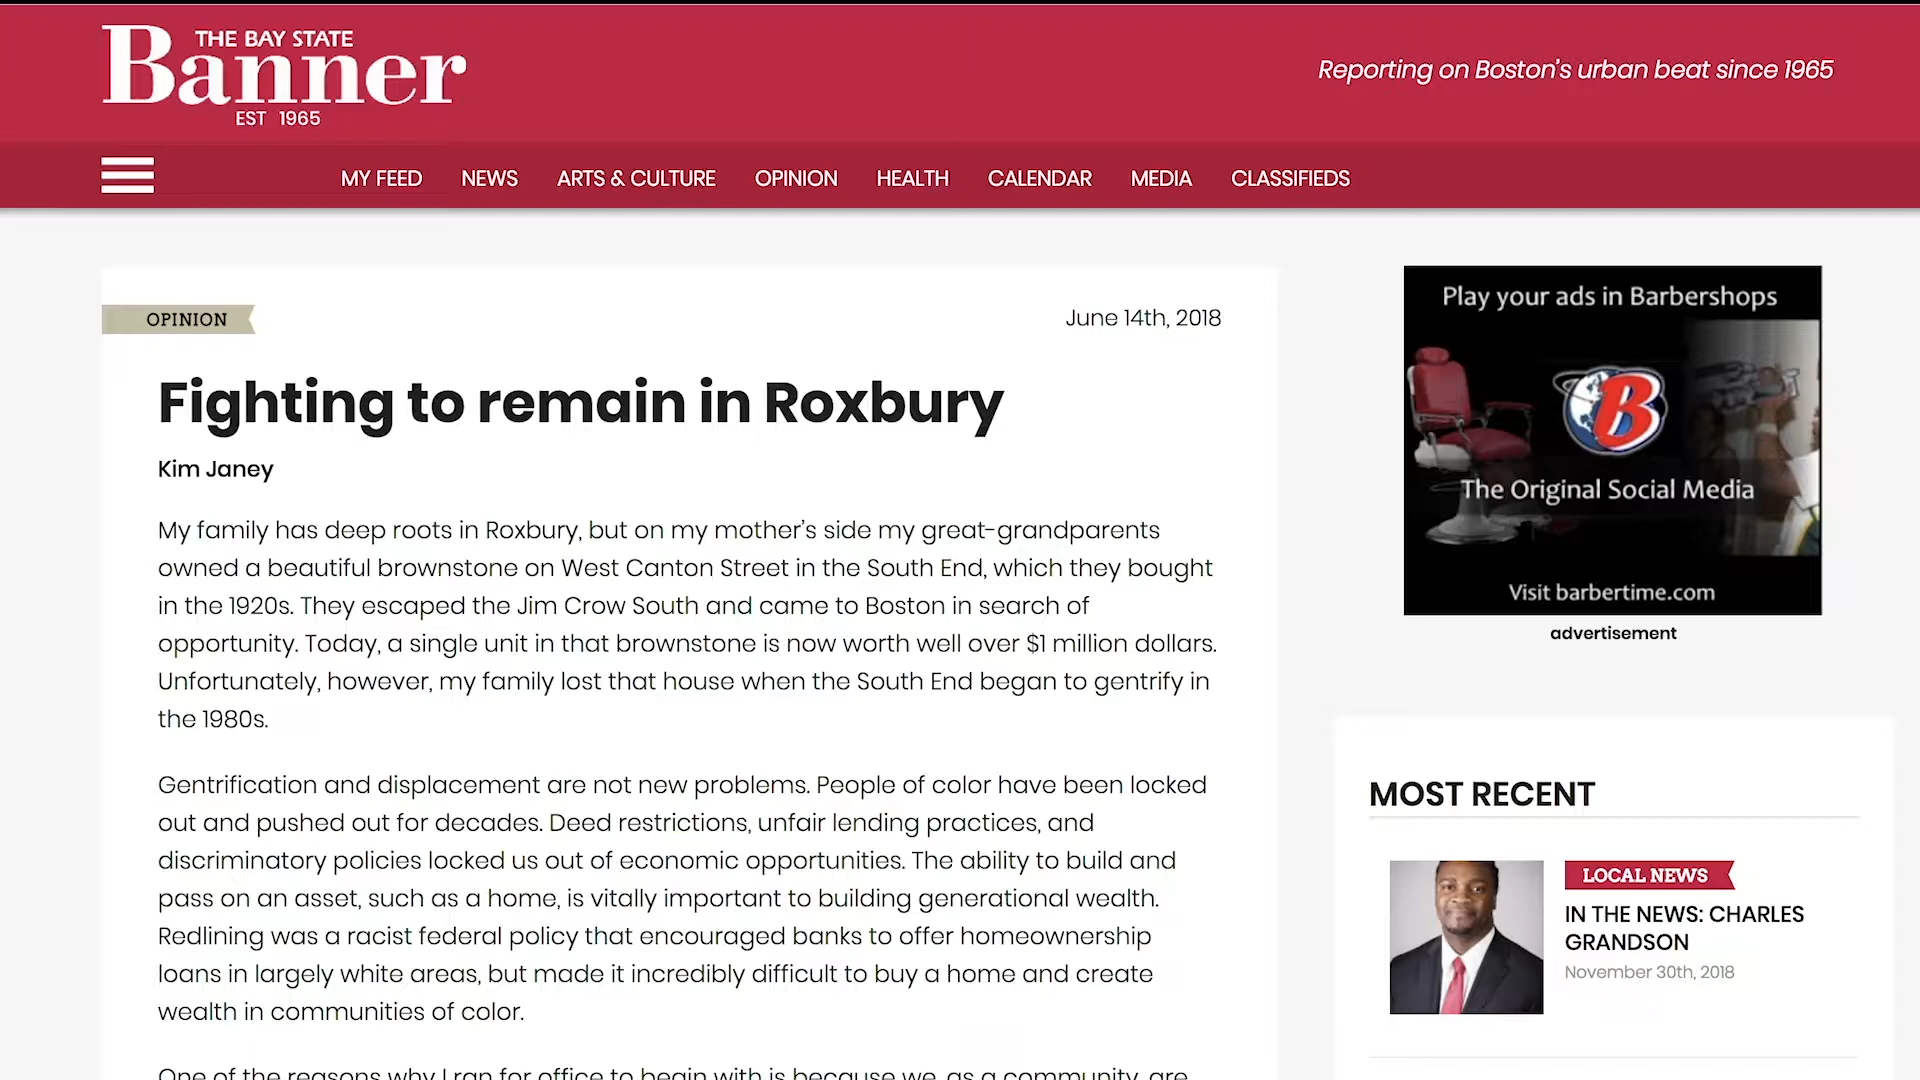 THE BAY STATE
Banner
EST 1965
Reporting on Boston's urban beat since 1965
MY FEED NEWS ARTS & CULTURE OPINION HEALTH CALENDAR MEDIA CLASSIFIEDS
OPINION
June 14th, 2018
Fighting to remain in Roxbury
Kim Janey
My family has deep roots in Roxbury, but on my mother's side my great-grandparents
owned a beautiful brownstone on West Canton Street in the South End, which they bought
in the 1920s. They escaped the Jim Crow South and came to Boston in search of
opportunity. Today, a single unit in that brownstone is now worth well over $1 million dollars.
Unfortunately, however, my family lost that house when the South End began to gentrify in
the 1980s.
Gentrification and displacement are not new problems. People of color have been locked
out and pushed out for decades. Deed restrictions, unfair lending practices, and
discriminatory policies locked us out of economic opportunities. The ability to build and
pass on an asset, such as a home, is vitally important to building generational wealth.
Redlining was a racist federal policy that encouraged banks to offer homeownership
loans in largely white areas, but made it incredibly difficult to buy a home and create
wealth in communities of color.
One of the reasons why I ran for office to begin with is because we, as a community, are
Play your ads in Barbershops
B
The Original Social Media
Visit barbertime.com
advertisement
MOST RECENT
LOCAL NEWS
IN THE NEWS: CHARLES
GRANDSON
November 30th, 2018